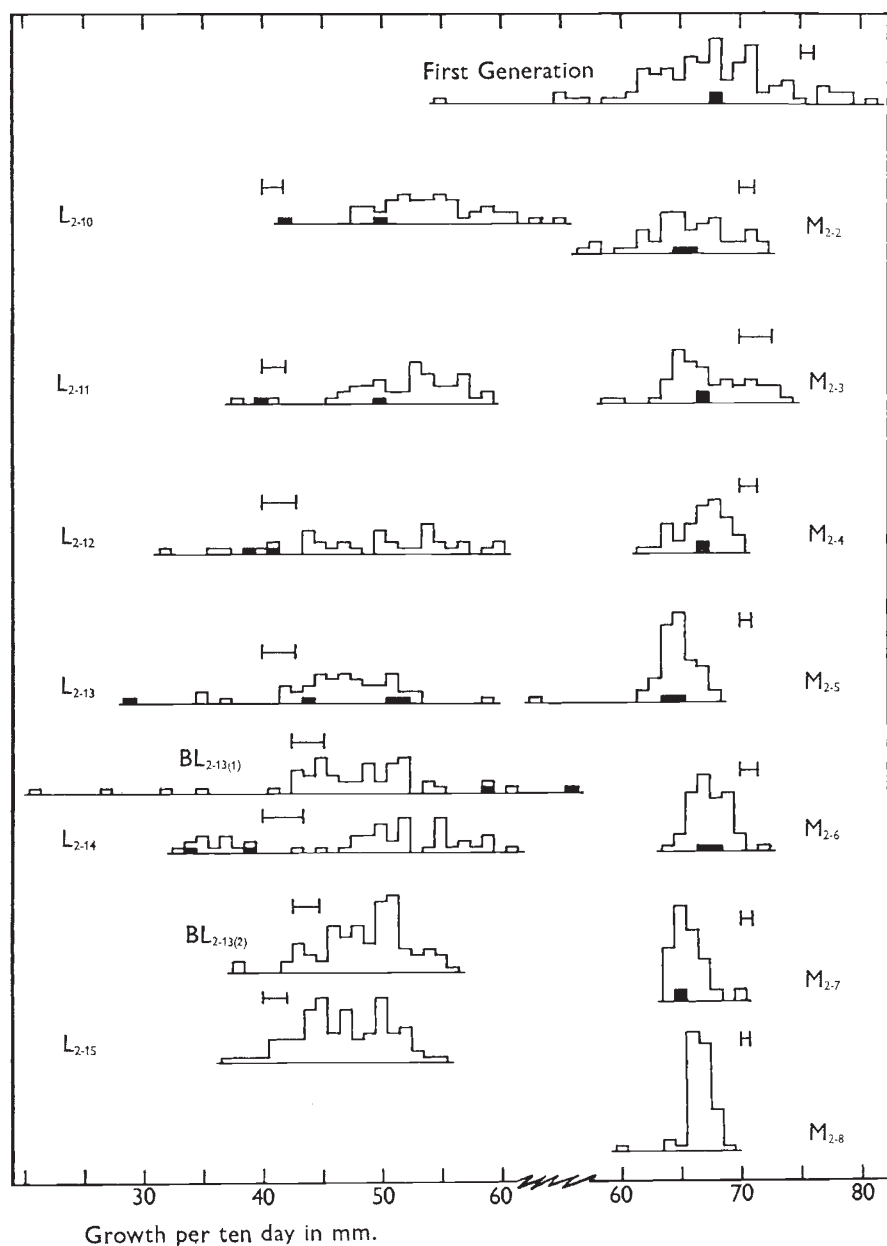 First Generation
L2-10
M2-2
L2-11
M2-3
L2-12
M2-4
L2-13
M2-5
BL2-13(1)
L2-14
M2-6
BL2-13(2)
M2-7
L2-15
M2-8
30 40 50 60 60 70 80
Growth per ten day in mm.